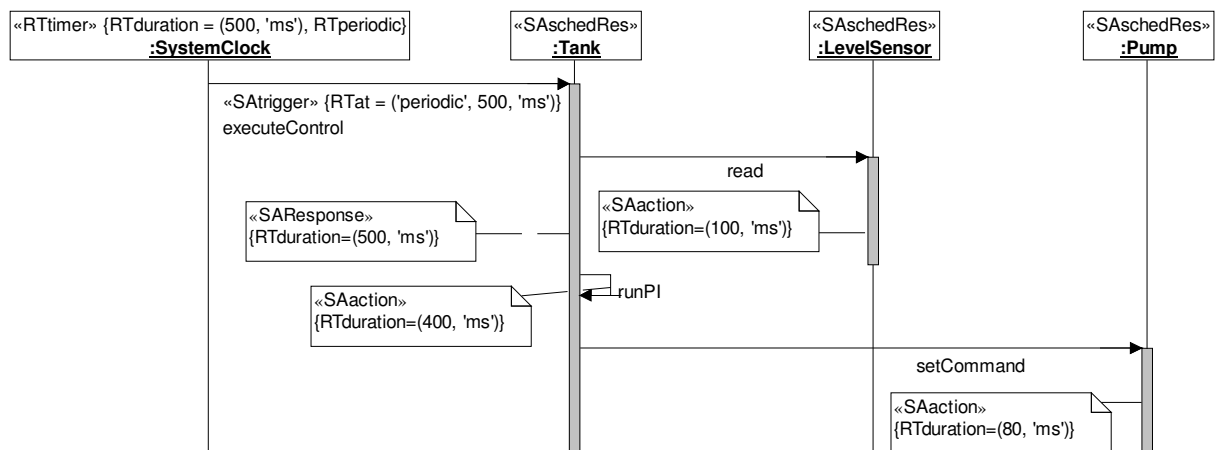 «RTtimer» {RTduration = (500, 'ms'), RTperiodic}
:SystemClock
«SAschedRes»
:Tank
«SAschedRes»
:LevelSensor
«SAschedRes»
:Pump
«SAtrigger» {RTat = ('periodic', 500, 'ms')}
executeControl
read
«SAResponse»
{RTduration=(500, 'ms')}
«SAaction»
{RTduration=(100, 'ms')}
«SAaction»
{RTduration=(400, 'ms')}
runPI
setCommand
«SAaction»
{RTduration=(80, 'ms')}